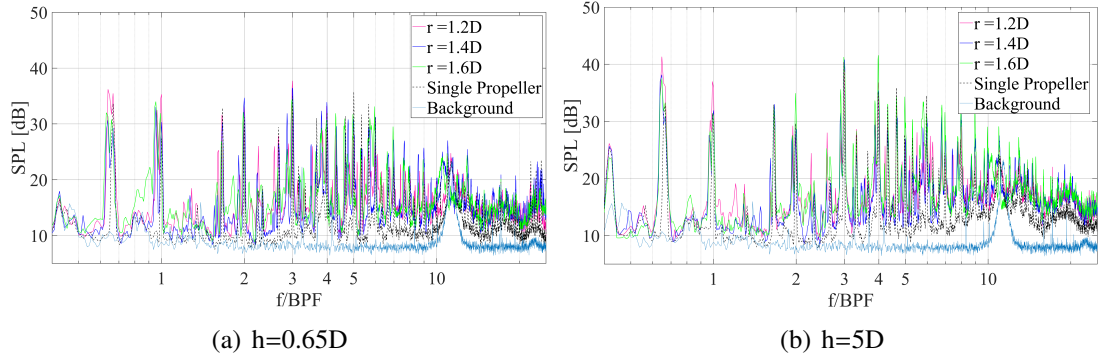 50
40
30
20
10
SPL [dB]
r =1.2D
r =1.4D
r =1.6D
Single Propeller
Background
1 2 3 4 5 10
f/BPF
(a) h=0.65D
50
40
30
20
10
SPL [dB]
r =1.2D
r =1.4D
r =1.6D
Single Propeller
Background
1 2 3 4 5 10
f/BPF
(b) h=5D